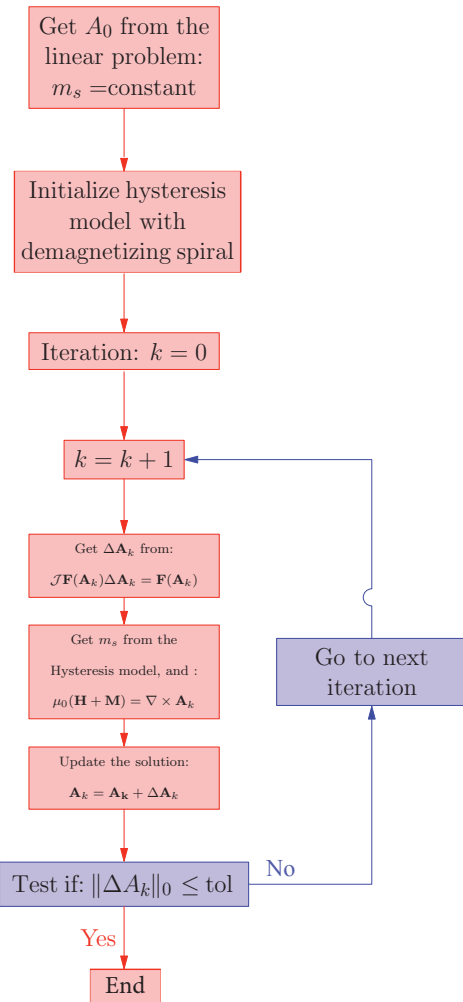 Get A₀ from the
linear problem:
mₛ =constant
Initialize hysteresis
model with
demagnetizing spiral
Iteration: k = 0
k = k + 1
Get ΔAₖ from:
𝒥F(Aₖ)ΔAₖ = F(Aₖ)
Get mₛ from the
Hysteresis model, and :
μ₀(H + M) = ∇ × Aₖ
Update the solution:
Aₖ = Aₖ + ΔAₖ
Go to next
iteration
Test if: ‖ΔAₖ‖₀ ≤ tol
No
Yes
End